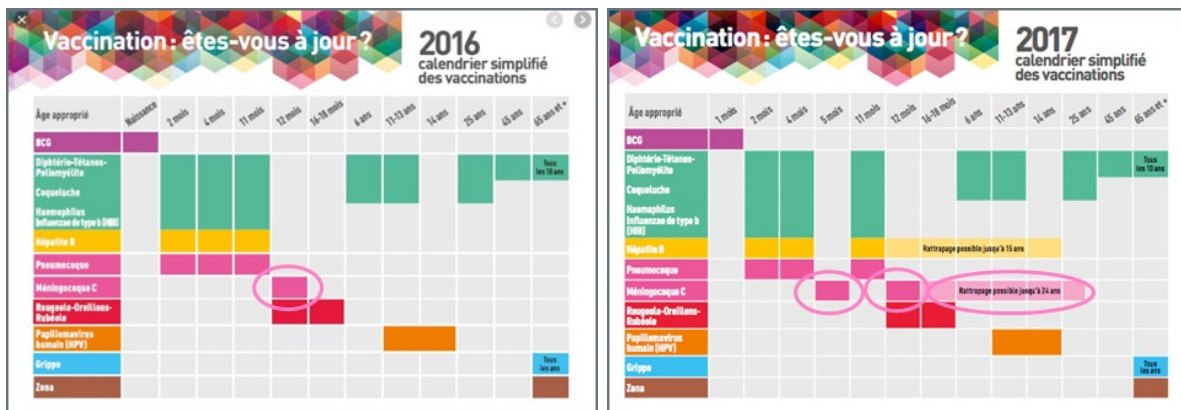 Vaccination : êtes-vous à jour ?
2016
calendrier simplifié
des vaccinations
Âge approprié
Naissance
2 mois
4 mois
11 mois
12 mois
16-18 mois
6 ans
11-13 ans
14 ans
25 ans
45 ans
65 ans et +
BCG
Diphtérie-Tétanos-
Poliomyélite
Tous
les 10 ans
Coqueluche
Haemophilus
Influenzae de type b (HIB)
Hépatite B
Pneumocoque
Méningocoque C
Rougeole-Oreillons-
Rubéole
Papillomavirus
humain (HPV)
Grippe
Tous
les ans
Zona
Vaccination : êtes-vous à jour ?
2017
calendrier simplifié
des vaccinations
Âge approprié
1 mois
2 mois
4 mois
5 mois
11 mois
12 mois
16-18 mois
6 ans
11-13 ans
14 ans
25 ans
45 ans
65 ans et +
BCG
Diphtérie-Tétanos-
Poliomyélite
Tous
les 10 ans
Coqueluche
Haemophilus
Influenzae de type b
(HIB)
Hépatite B
Rattrapage possible jusqu'à 15 ans
Pneumocoque
Méningocoque C
Rattrapage possible jusqu'à 24 ans
Rougeole-Oreillons-
Rubéole
Papillomavirus
humain (HPV)
Grippe
Tous
les ans
Zona